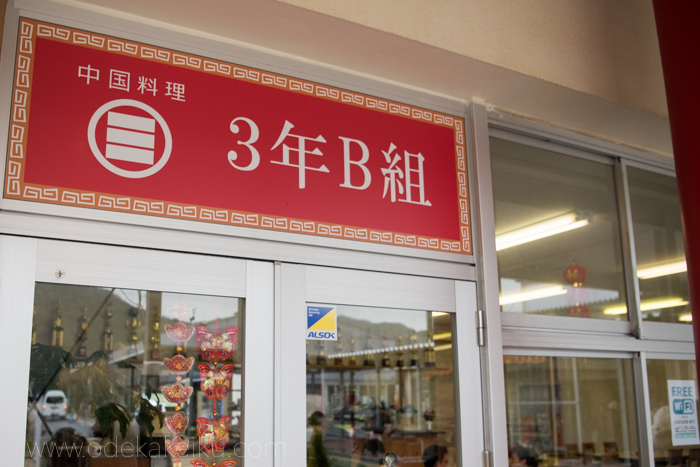 中国料理
3年B組
ALSOK
FREE
Wi Fi
www.odekakeiku.com